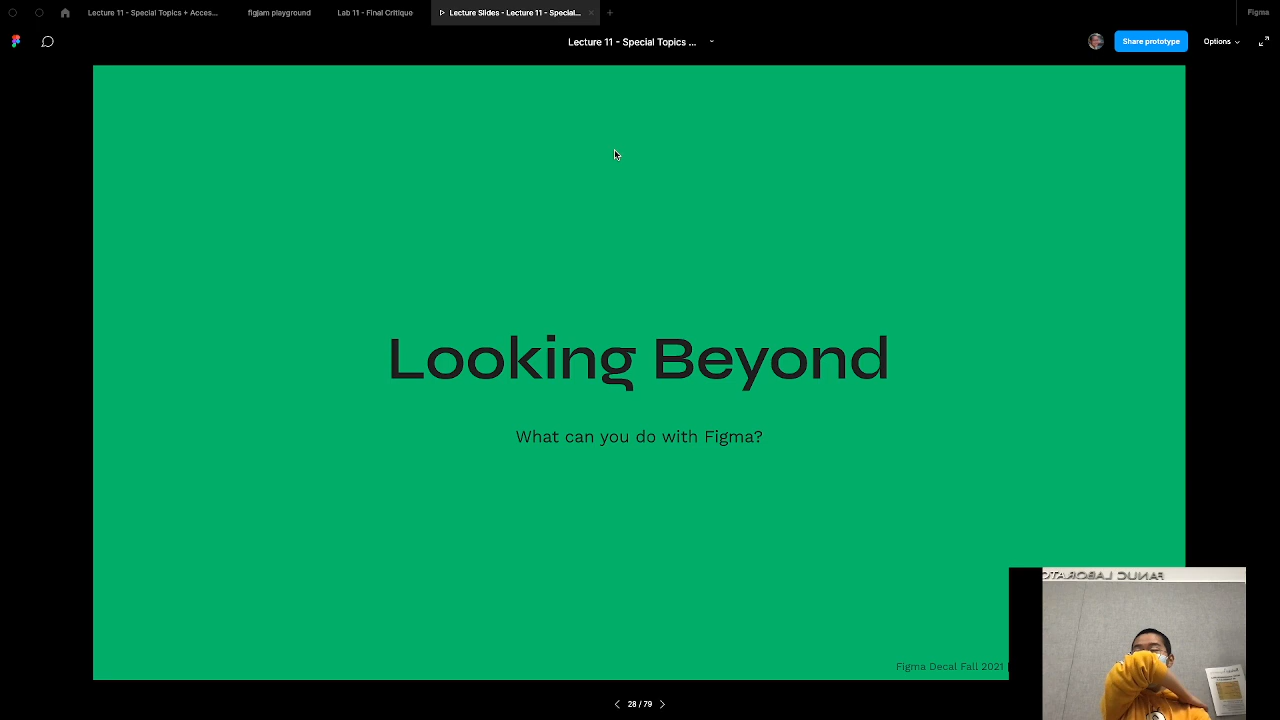 Lecture 11 - Special Topics + Acces...
figjam playground
Lab 11 - Final Critique
Lecture Slides - Lecture 11 - Special...
Figma
Lecture 11 - Special Topics ...
Share prototype
Options
Looking Beyond
What can you do with Figma?
Figma Decal Fall 2021
28 / 79
FANUC LABORATO